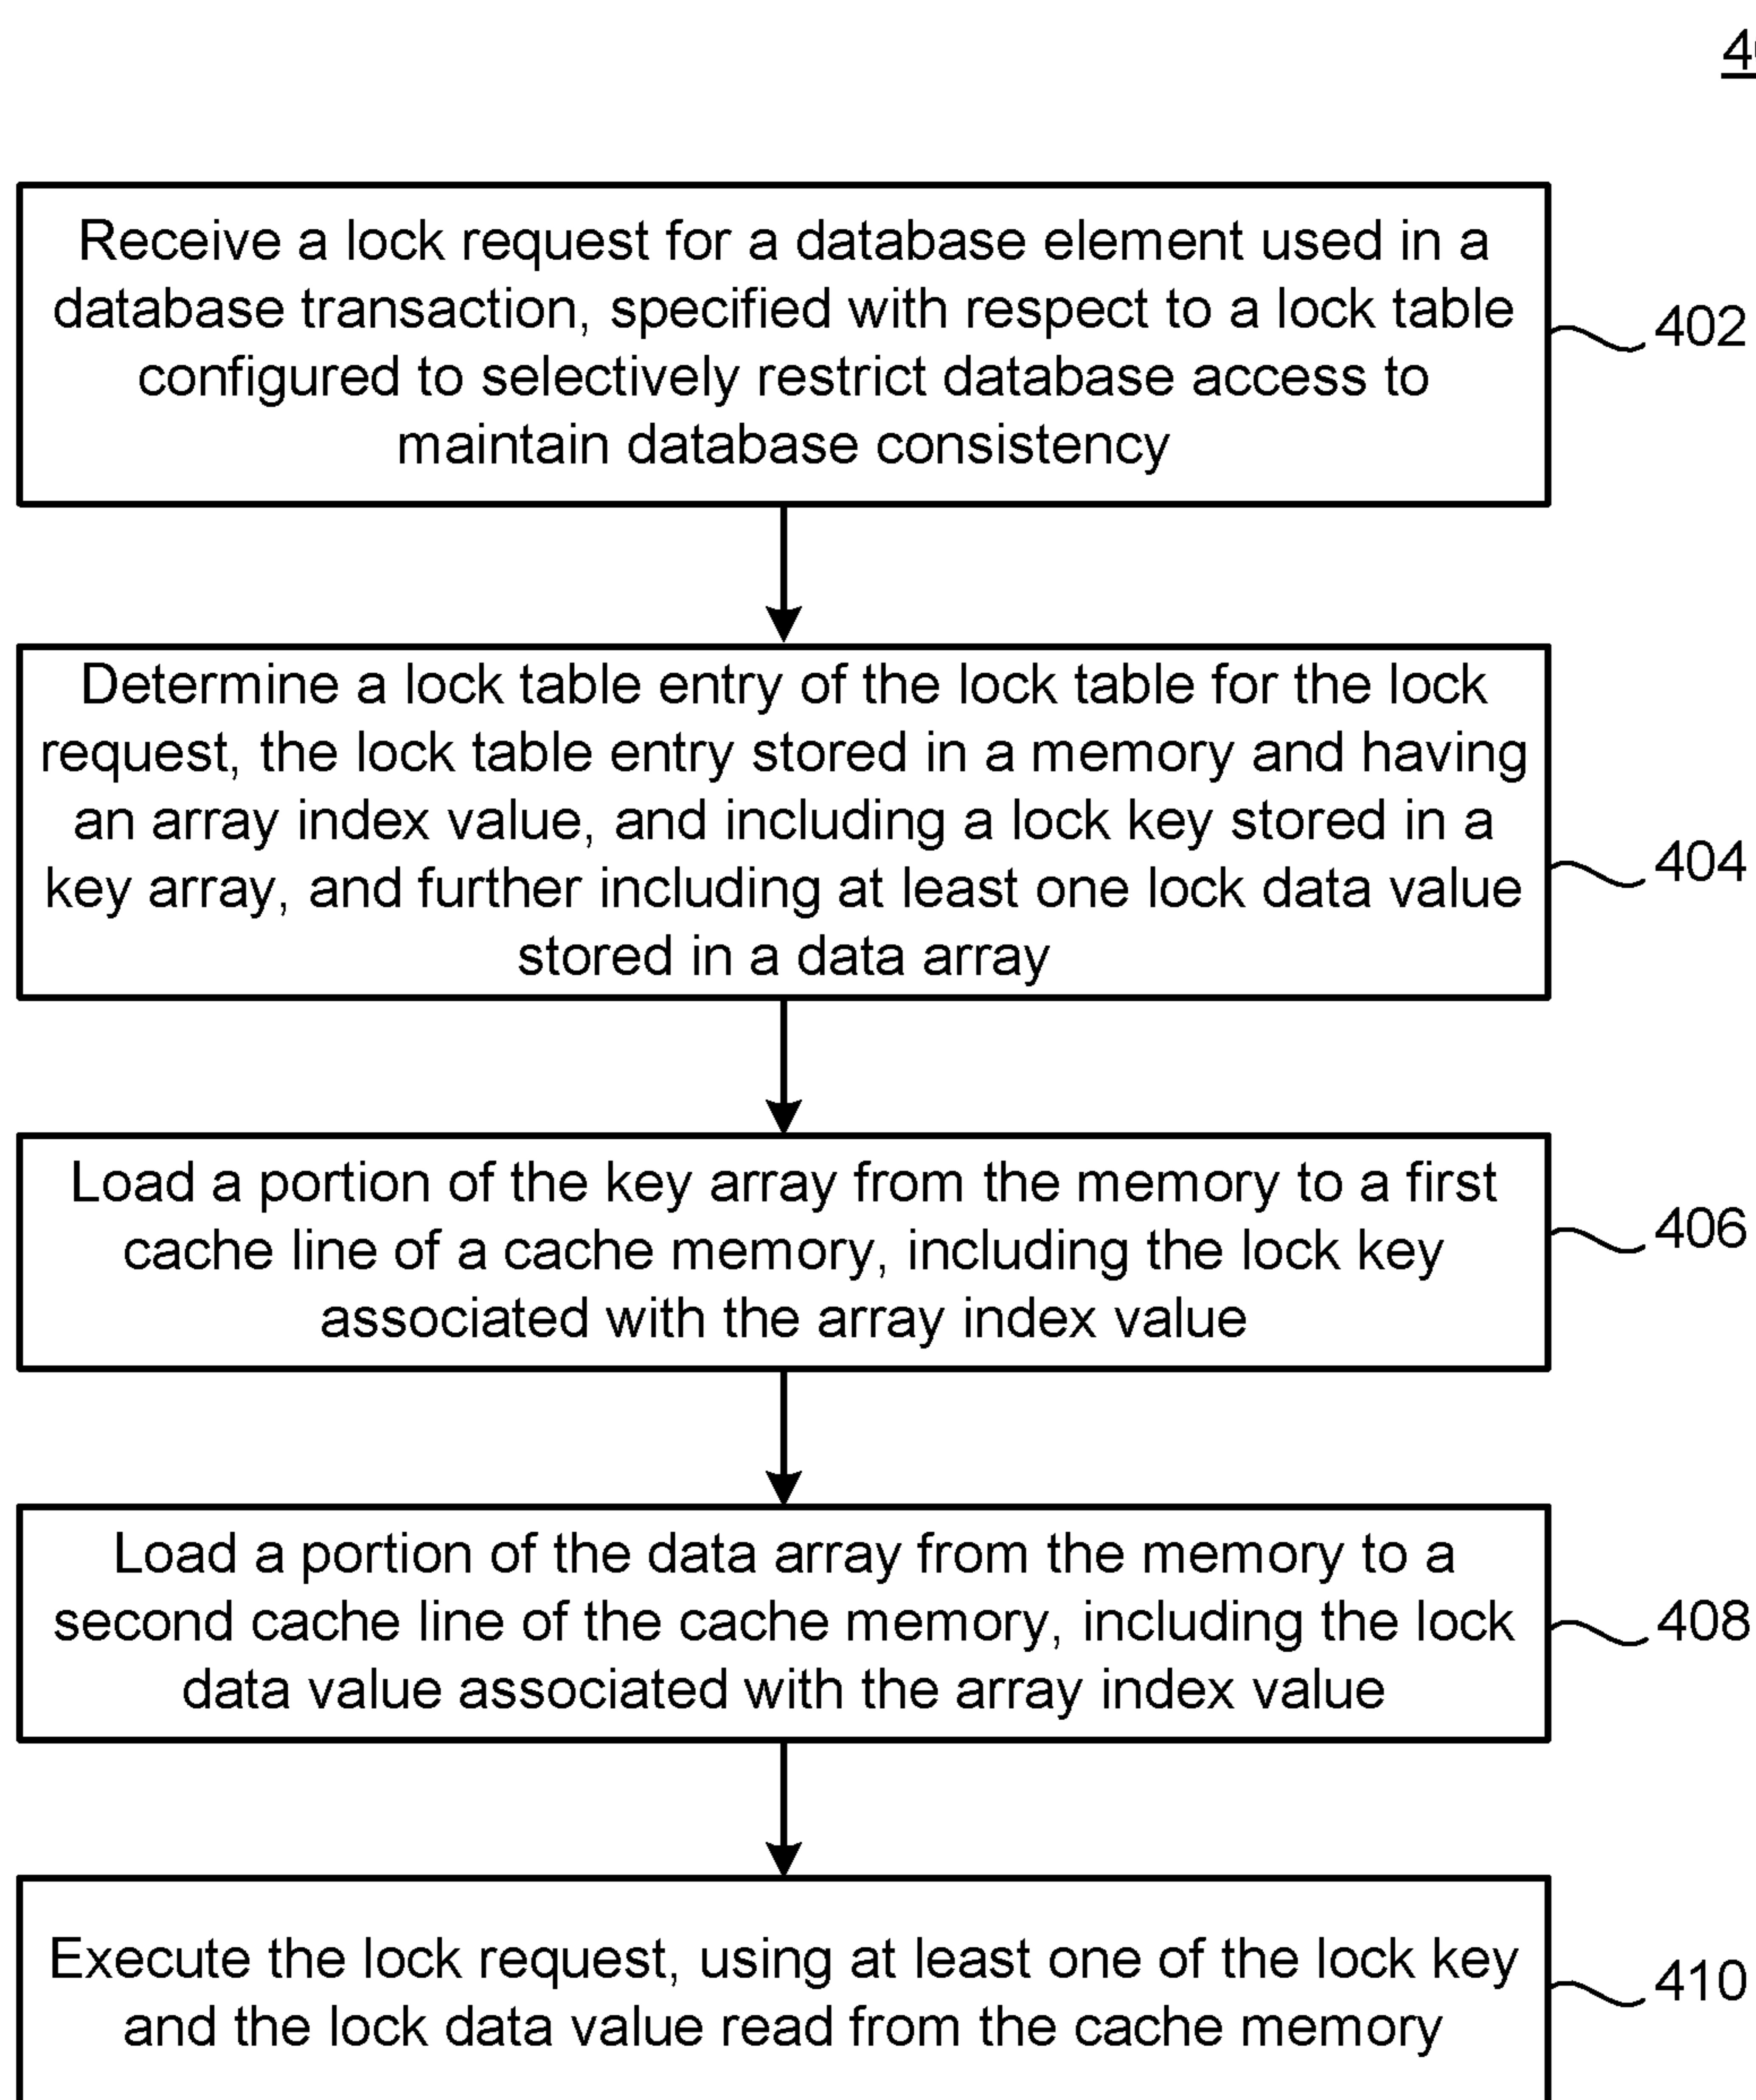 Receive a lock request for a database element used in a
database transaction, specified with respect to a lock table
configured to selectively restrict database access to
maintain database consistency
402
Determine a lock table entry of the lock table for the lock
request, the lock table entry stored in a memory and having
an array index value, and including a lock key stored in a
key array, and further including at least one lock data value
stored in a data array
404
Load a portion of the key array from the memory to a first
cache line of a cache memory, including the lock key
associated with the array index value
406
Load a portion of the data array from the memory to a
second cache line of the cache memory, including the lock
data value associated with the array index value
408
Execute the lock request, using at least one of the lock key
and the lock data value read from the cache memory
410